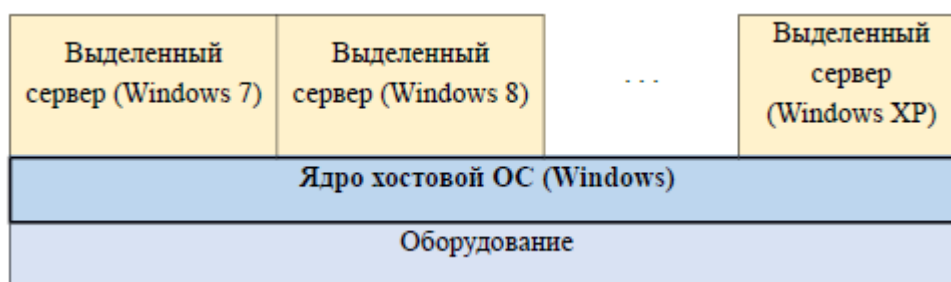 Выделенный
сервер (Windows 7)
Выделенный
сервер (Windows 8)
. . .
Выделенный
сервер
(Windows XP)
Ядро хостовой ОС (Windows)
Оборудование